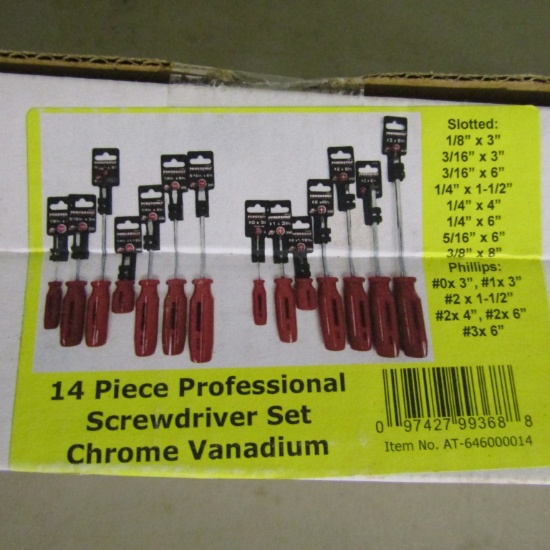 Slotted:
1/8" x 3"
3/16" x 3"
3/16" x 6"
1/4" x 1-1/2"
1/4" x 4"
1/4" x 6"
5/16" x 6"
3/8" x 8"
Phillips:
#0x 3", #1x 3"
#2 x 1-1/2"
#2x 4", #2x 6"
#3x 6"
14 Piece Professional
Screwdriver Set
Chrome Vanadium
0 97427 99368 8
Item No. AT-646000014